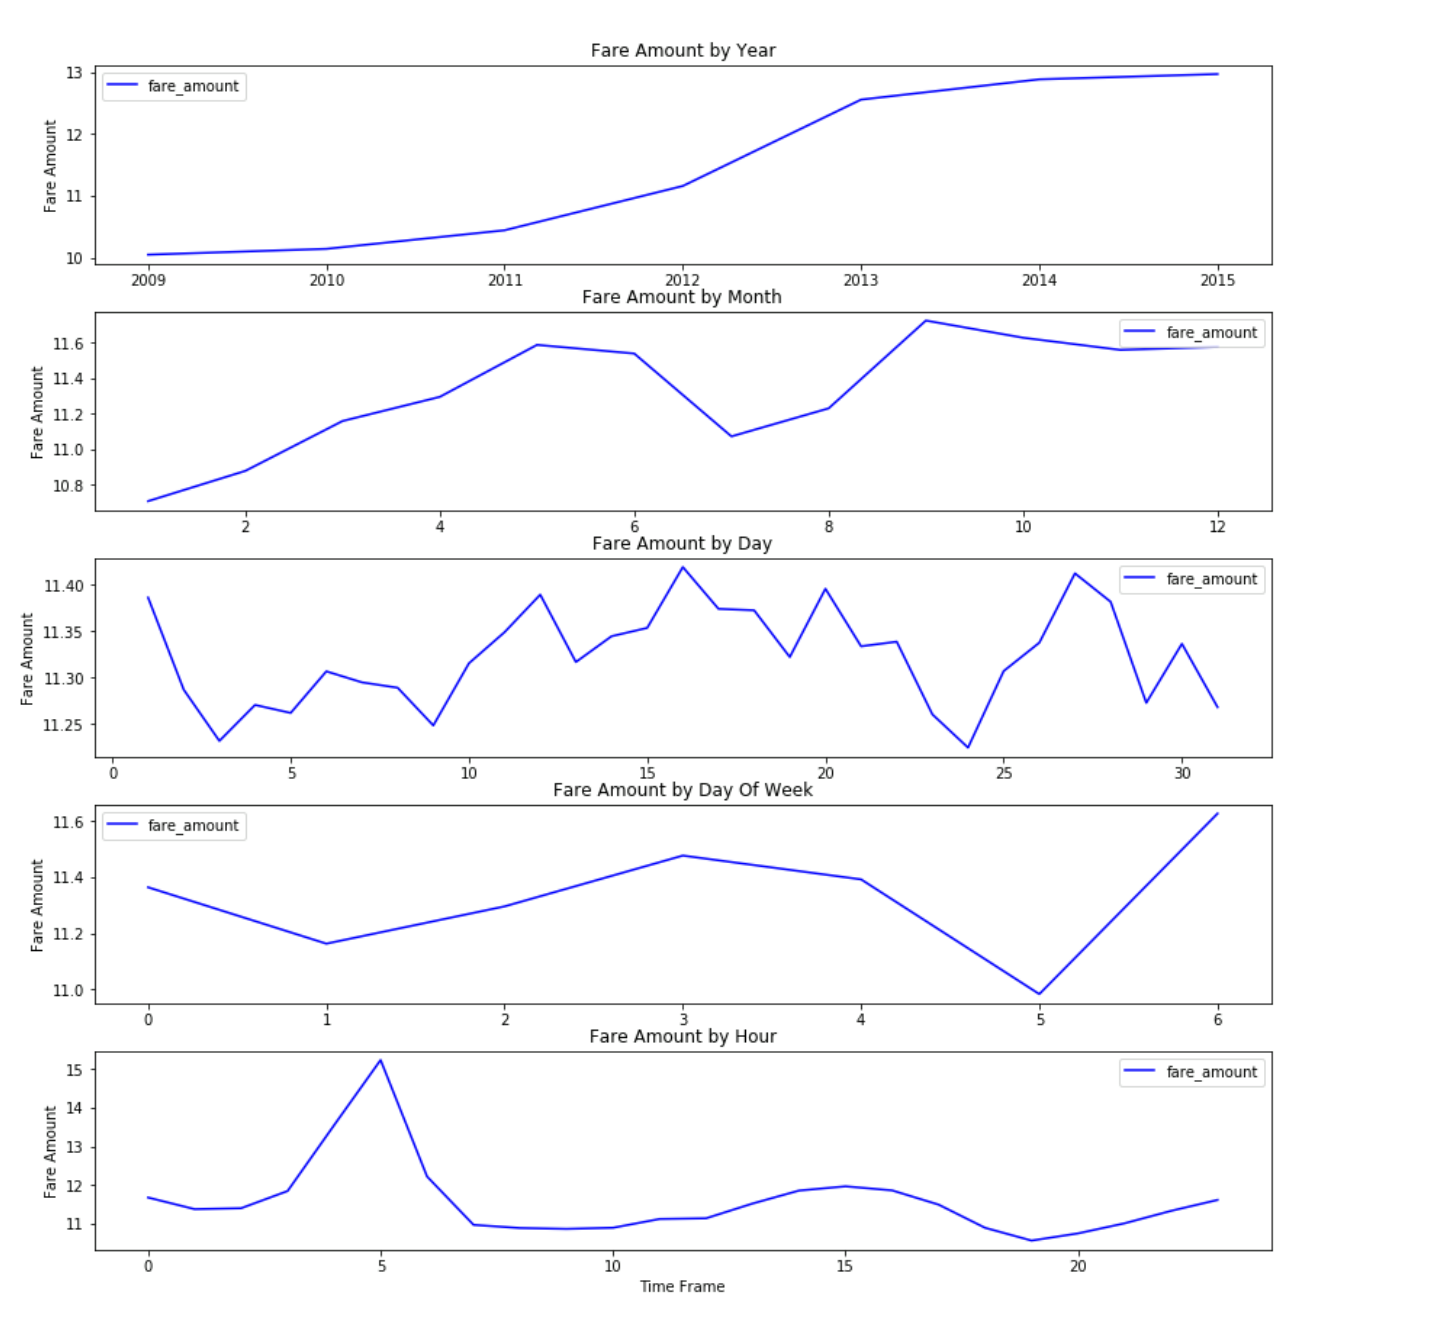 Fare Amount by Year
fare_amount
Fare Amount
13
12
11
10
2009 2010 2011 2012 2013 2014 2015
Fare Amount by Month
fare_amount
Fare Amount
11.6
11.4
11.2
11.0
10.8
2 4 6 8 10 12
Fare Amount by Day
fare_amount
Fare Amount
11.40
11.35
11.30
11.25
0 5 10 15 20 25 30
Fare Amount by Day Of Week
fare_amount
Fare Amount
11.6
11.4
11.2
11.0
0 1 2 3 4 5 6
Fare Amount by Hour
fare_amount
Fare Amount
15
14
13
12
11
0 5 10 15 20
Time Frame